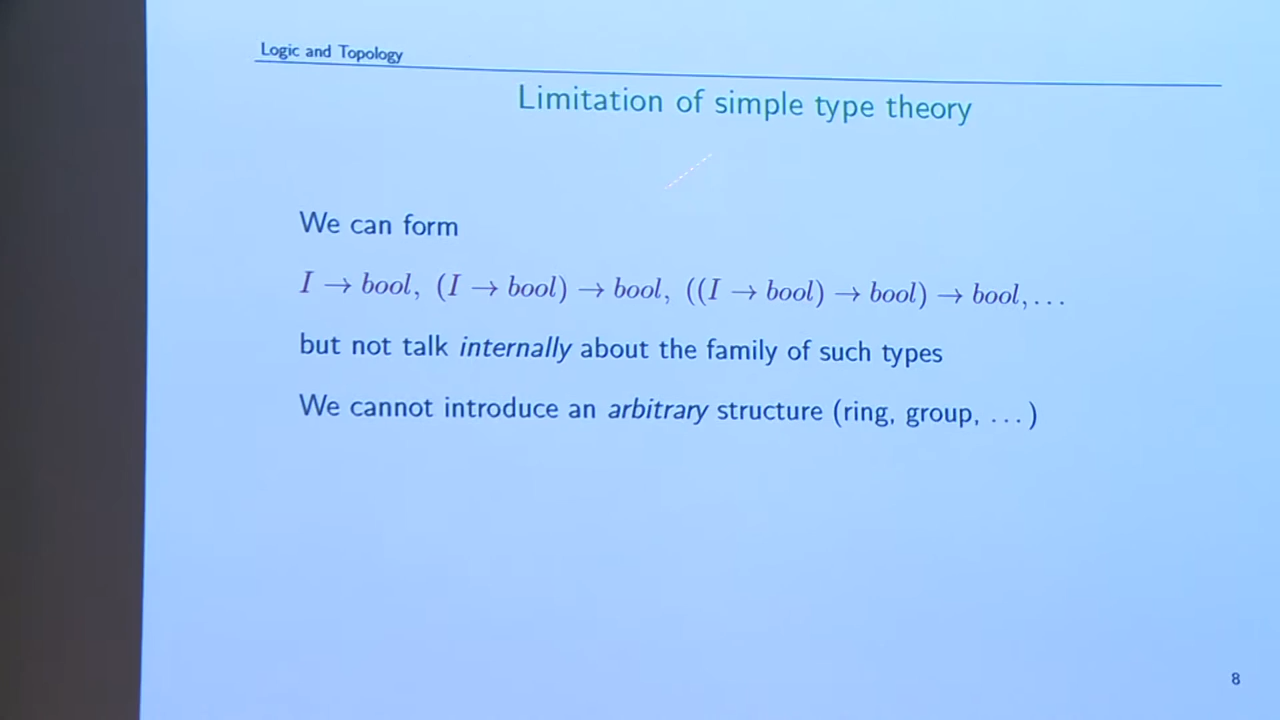 Logic and Topology
Limitation of simple type theory
We can form
I → bool, (I → bool) → bool, ((I → bool) → bool) → bool, . . .
but not talk internally about the family of such types
We cannot introduce an arbitrary structure (ring, group, . . . )
8